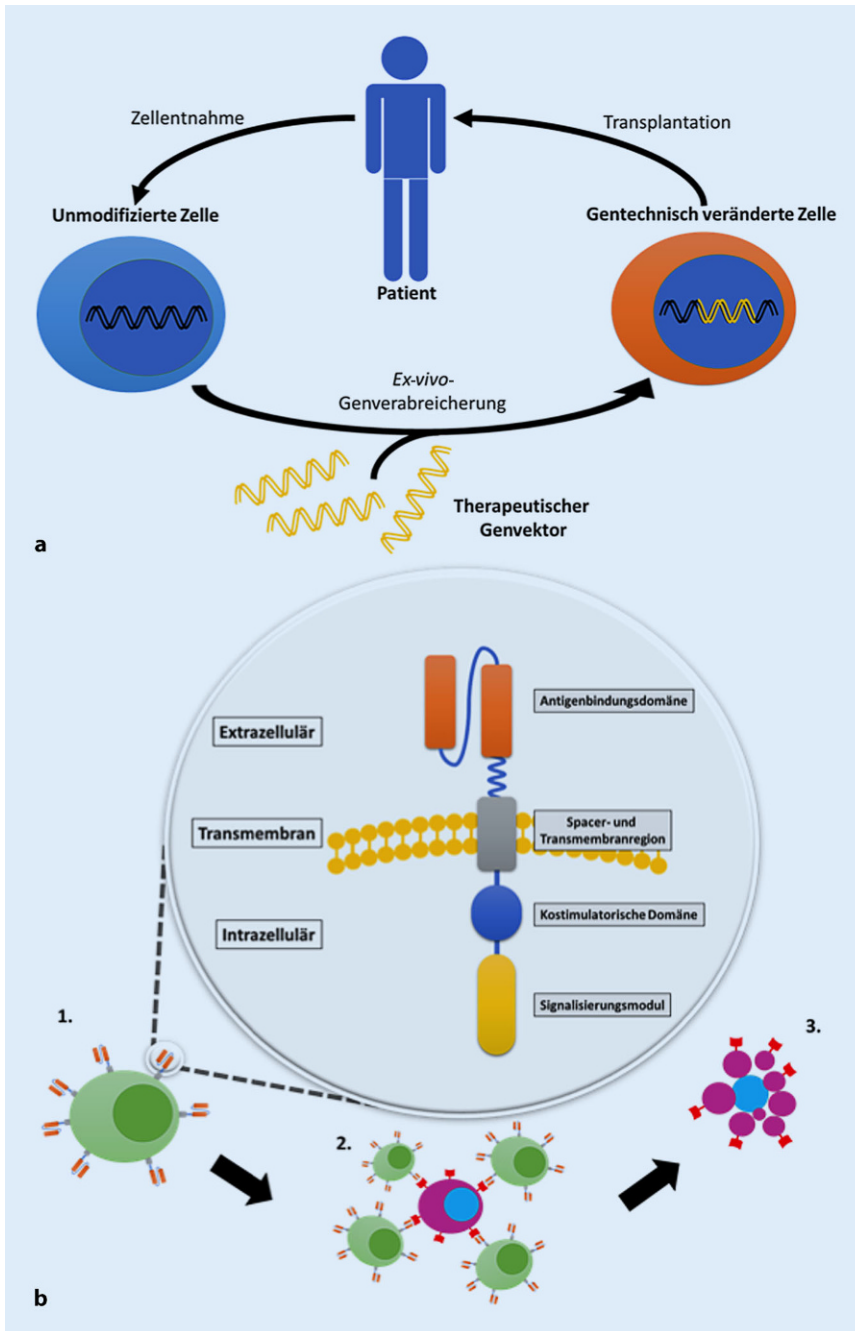 Zellentnahme
Transplantation
Unmodifizierte Zelle
Gentechnisch veränderte Zelle
Patient
Ex-vivo-
Genverabreicherung
Therapeutischer
Genvektor
a
Extrazellulär
Antigenbindungsdomäne
Transmembran
Spacer- und
Transmembranregion
Intrazellulär
Kostimulatorische Domäne
Signalisierungsmodul
1.
2.
3.
b